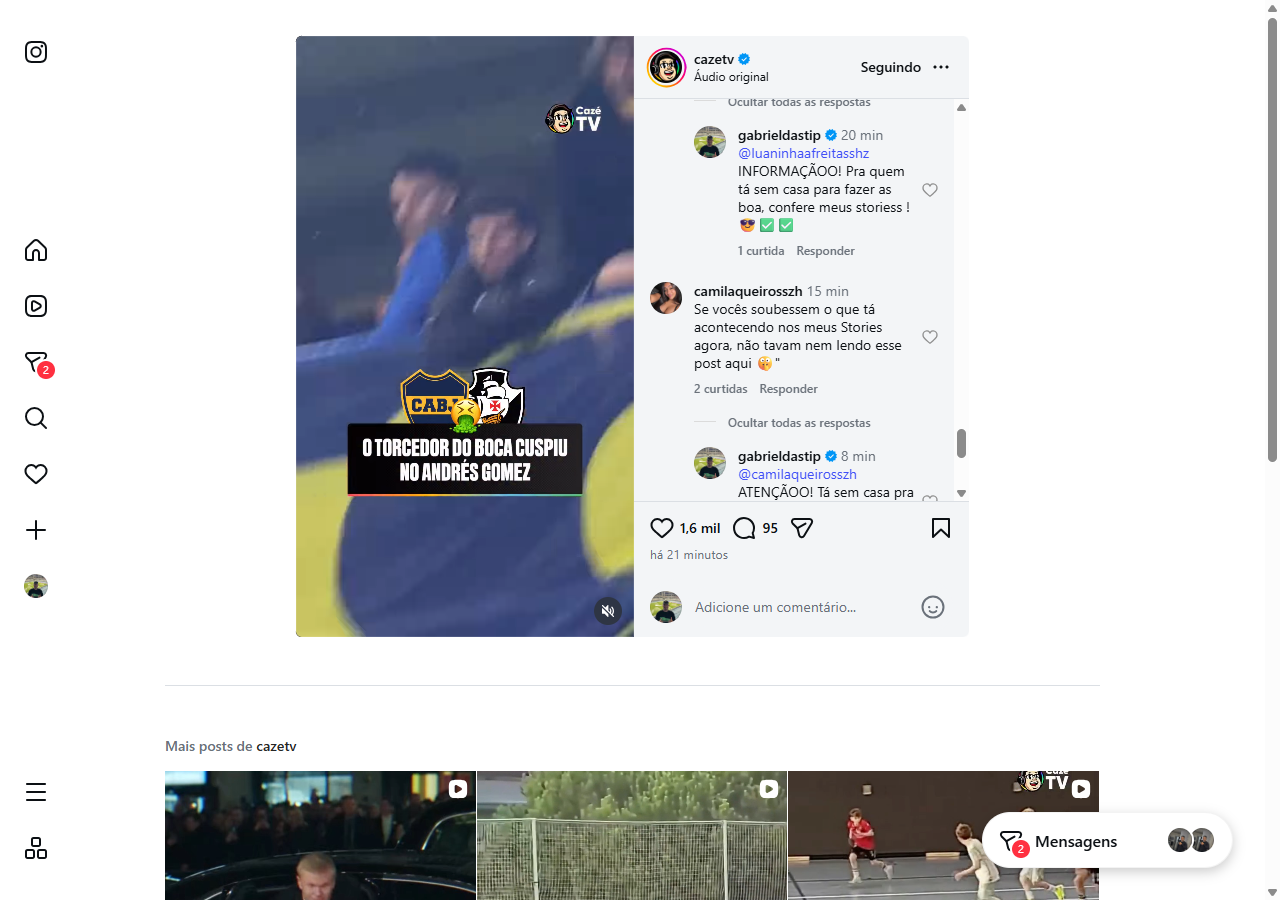 Cazé
TV
CABJ
O TORCEDOR DO BOCA CUSPIU
NO ANDRÉS GOMEZ
cazetv
Seguindo
Áudio original
Ocultar todas as respostas
gabrieldastip 20 min
@luaninhaafreitasshz
INFORMAÇÃOO! Pra quem
tá sem casa para fazer as
boa, confere meus storiess !
😎 ✅ ✅
1 curtida Responder
camilaqueirosszh 15 min
Se vocês soubessem o que tá
acontecendo nos meus Stories
agora, não tavam nem lendo esse
post aqui 🫣 "
2 curtidas Responder
Ocultar todas as respostas
gabrieldastip 8 min
@camilaqueirosszh
ATENÇÃOO! Tá sem casa pra
1,6 mil 95
há 21 minutos
Adicione um comentário...
2
Mais posts de cazetv
Cazé
TV
2
Mensagens